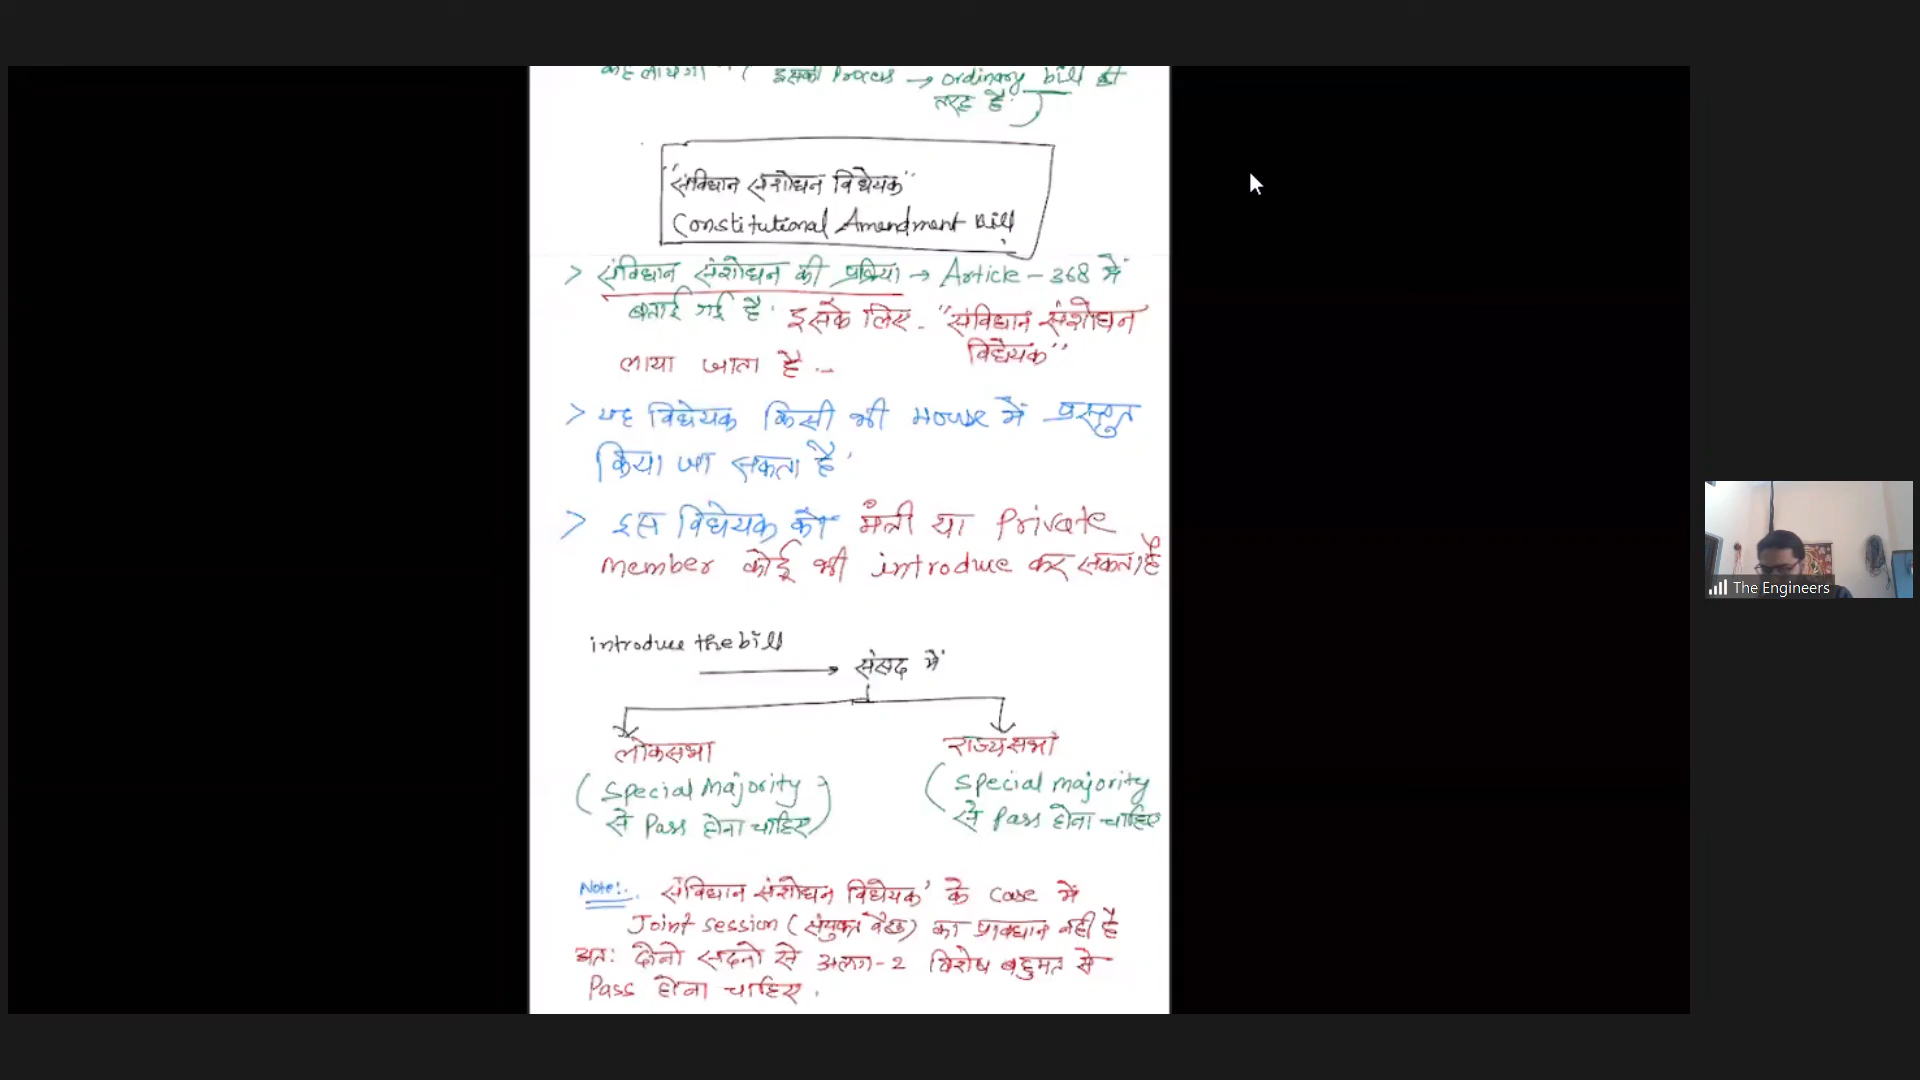 कहलायेगा इसका Process → ordinary bill की
तरह है.
"संविधान संशोधन विधेयक"
Constitutional Amendment Bill
> संविधान संशोधन की प्रक्रिया → Article - 368 में
बताई गई है. इसके लिए - "संविधान संशोधन
विधेयक"
लाया जाता है .-
> यह विधेयक किसी भी House में प्रस्तुत
किया जा सकता है.
> इस विधेयक को मंत्री या Private
member कोई भी introduce कर सकता है
introduce the bill
→ संसद में
लोकसभा राज्यसभा
(Special Majority (Special majority
से Pass होना चाहिए) से Pass होना चाहिए
Note:- संविधान संशोधन विधेयक' के case में
Joint session (संयुक्त बैठक) का प्रावधान नहीं है
अतः दोनो सदनो से अलग-2 विशेष बहुमत से
Pass होना चाहिए.
The Engineers